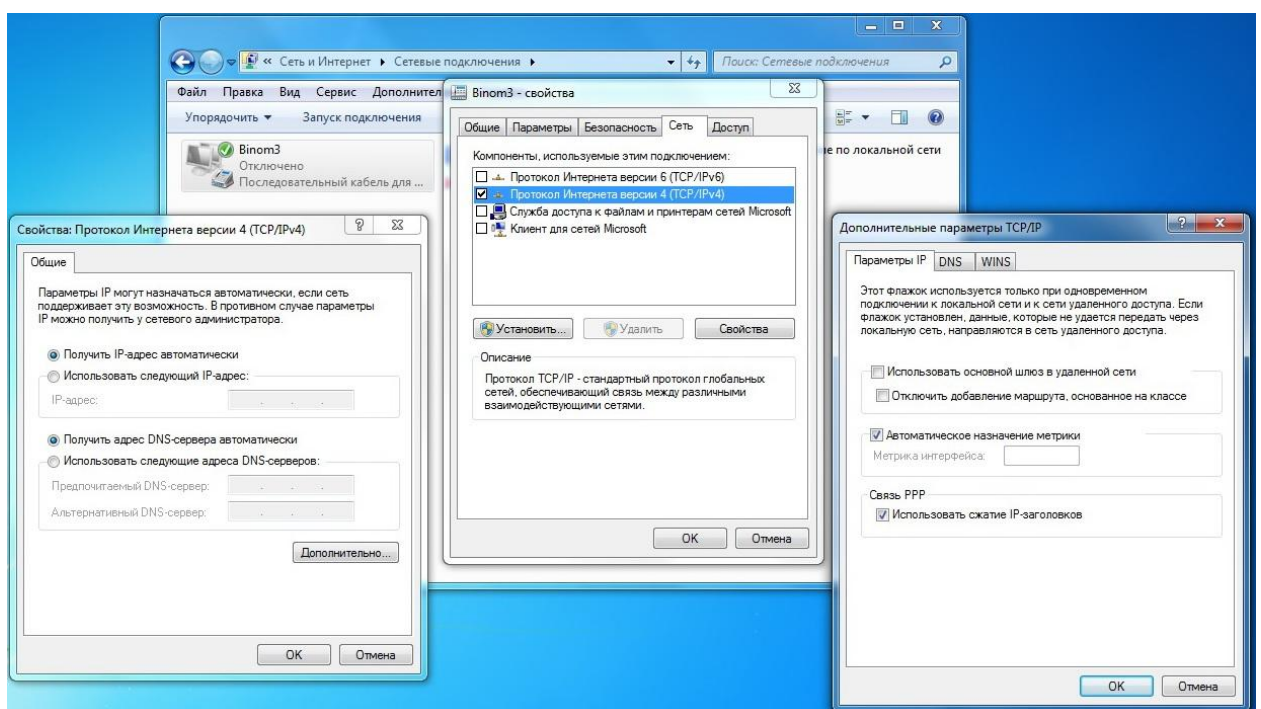 « Сеть и Интернет ▸ Сетевые подключения ▸
Поиск: Сетевые подключения
Файл Правка Вид Сервис Дополнител
Упорядочить Запуск подключения
Binom3
Отключено
Последовательный кабель для ...
е по локальной сети
Binom3 - свойства
Общие Параметры Безопасность Сеть Доступ
Компоненты, используемые этим подключением:
Протокол Интернета версии 6 (TCP/IPv6)
Протокол Интернета версии 4 (TCP/IPv4)
Служба доступа к файлам и принтерам сетей Microsoft
Клиент для сетей Microsoft
Установить... Удалить Свойства
Описание
Протокол TCP/IP - стандартный протокол глобальных
сетей, обеспечивающий связь между различными
взаимодействующими сетями.
OK Отмена
Свойства: Протокол Интернета версии 4 (TCP/IPv4)
Общие
Параметры IP могут назначаться автоматически, если сеть
поддерживает эту возможность. В противном случае параметры
IP можно получить у сетевого администратора.
Получить IP-адрес автоматически
Использовать следующий IP-адрес:
IP-адрес:
Получить адрес DNS-сервера автоматически
Использовать следующие адреса DNS-серверов:
Предпочитаемый DNS-сервер:
Альтернативный DNS-сервер:
Дополнительно...
OK Отмена
Дополнительные параметры TCP/IP
Параметры IP DNS WINS
Этот флажок используется только при одновременном
подключении к локальной сети и к сети удаленного доступа. Если
флажок установлен, данные, которые не удается передать через
локальную сеть, направляются в сеть удаленного доступа.
Использовать основной шлюз в удаленной сети
Отключить добавление маршрута, основанное на классе
Автоматическое назначение метрики
Метрика интерфейса:
Связь PPP
Использовать сжатие IP-заголовков
OK Отмена